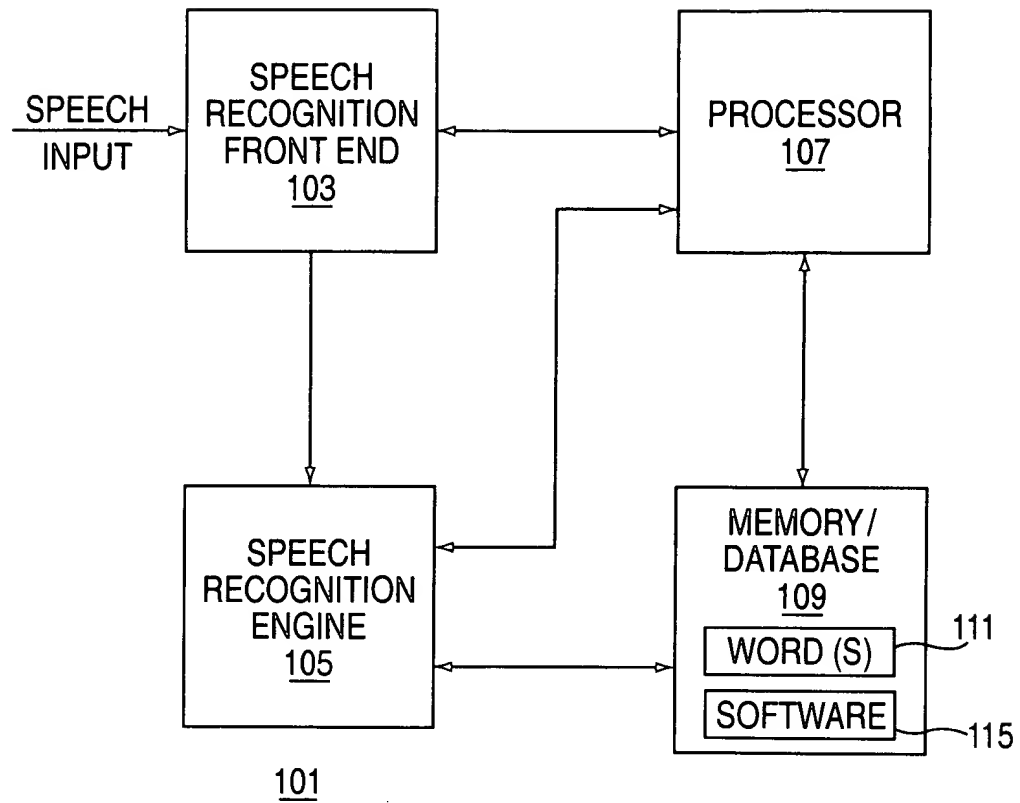 SPEECH
INPUT
SPEECH
RECOGNITION
FRONT END
103
PROCESSOR
107
SPEECH
RECOGNITION
ENGINE
105
MEMORY/
DATABASE
109
WORD (S)
111
SOFTWARE
115
101